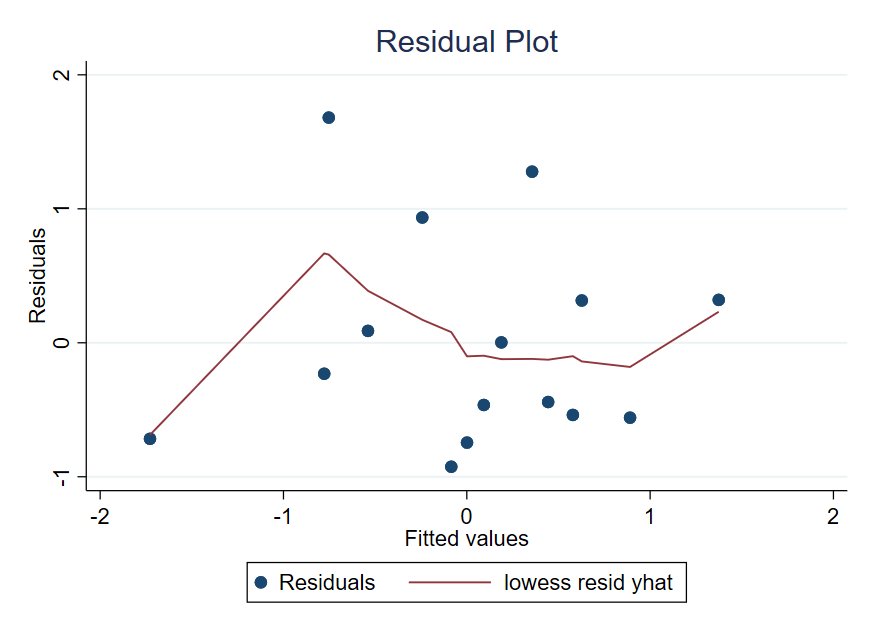 Residual Plot
2
1
0
-1
Residuals
-2 -1 0 1 2
Fitted values
Residuals lowess resid yhat